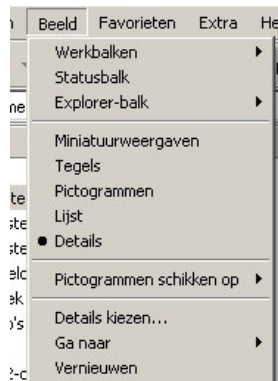 Beeld Favorieten Extra
Werkbalken
Statusbalk
Explorer-balk
Miniatuurweergaven
Tegels
Pictogrammen
Lijst
Details
Pictogrammen schikken op
Details kiezen...
Ga naar
Vernieuwen